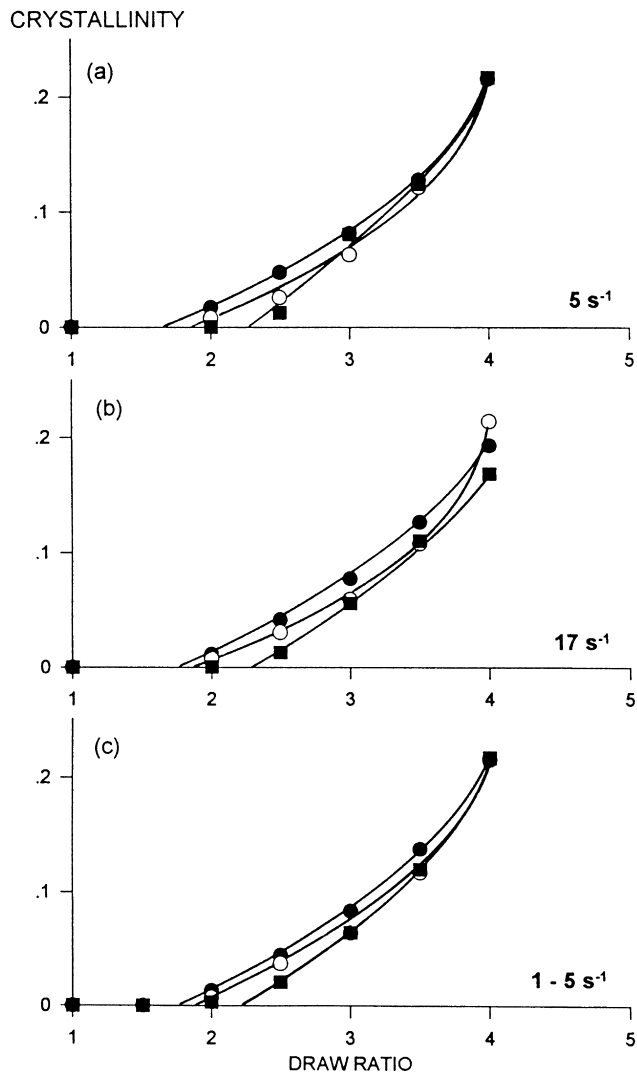 CRYSTALLINITY
(a)
.2
.1
0
5 s⁻¹
1 2 3 4 5
(b)
.2
.1
0
17 s⁻¹
1 2 3 4 5
(c)
.2
.1
0
1 - 5 s⁻¹
1 2 3 4 5
DRAW RATIO